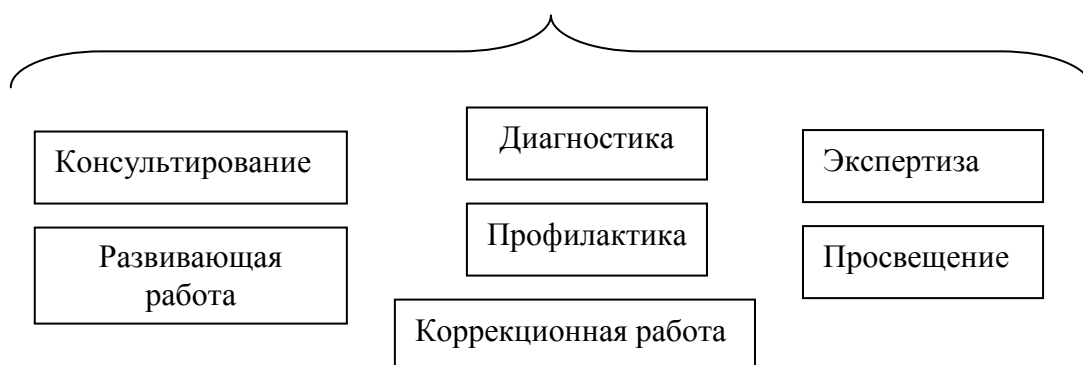 Консультирование
Диагностика
Экспертиза
Развивающая
работа
Профилактика
Просвещение
Коррекционная работа